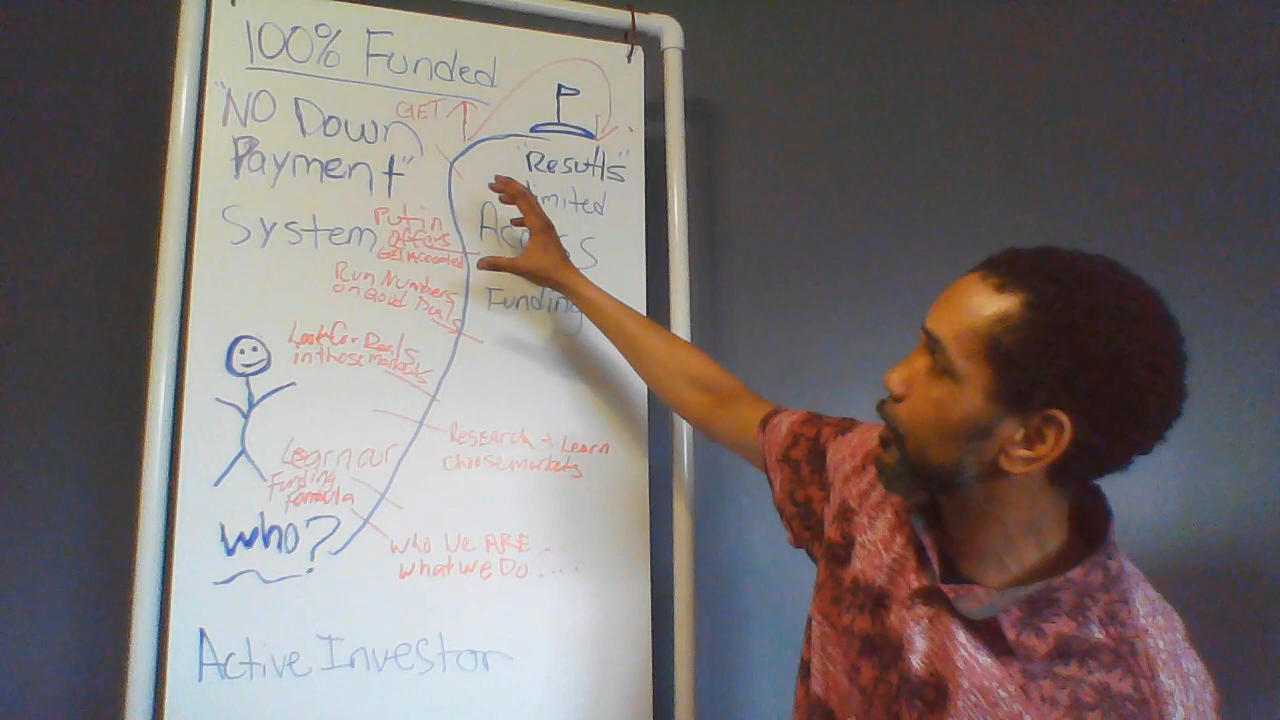 100% Funded
"NO Down
Payment"
System
GET
"Results"
limited
Funding
Put in
offers
GET Accepted
Run Numbers
on Good Deals
Look for Deals
in those markets
Research + Learn
choose markets
Learn our
Funding
formula
who?
who we ARE ...
what we Do ....
Active Investor